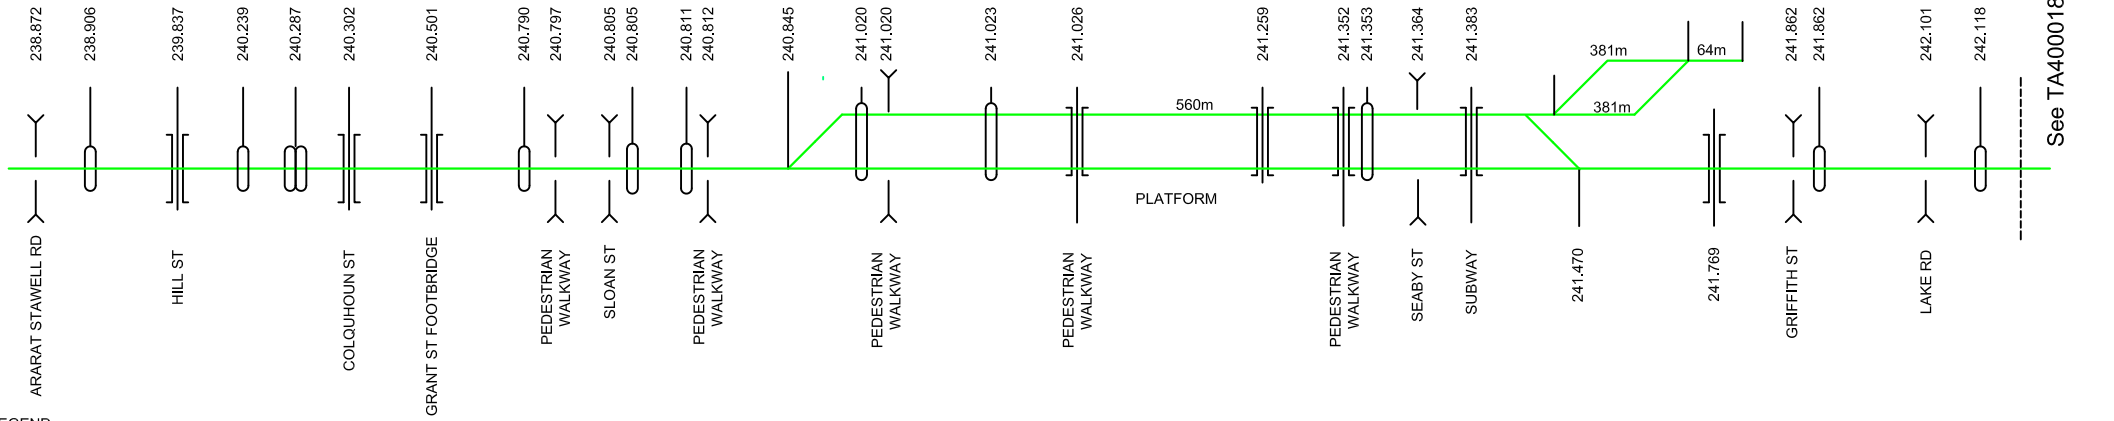 238.872
238.906
239.837
240.239
240.287
240.302
240.501
240.790
240.797
240.805
240.805
240.811
240.812
240.845
241.020
241.020
241.023
241.026
241.259
241.352
241.353
241.364
241.383
241.862
241.862
242.101
242.118
See TA400018
381m
64m
560m
381m
PLATFORM
ARARAT STAWELL RD
HILL ST
COLQUHOUN ST
GRANT ST FOOTBRIDGE
PEDESTRIAN
WALKWAY
SLOAN ST
PEDESTRIAN
WALKWAY
PEDESTRIAN
WALKWAY
PEDESTRIAN
WALKWAY
PEDESTRIAN
WALKWAY
SEABY ST
SUBWAY
241.470
241.769
GRIFFITH ST
LAKE RD